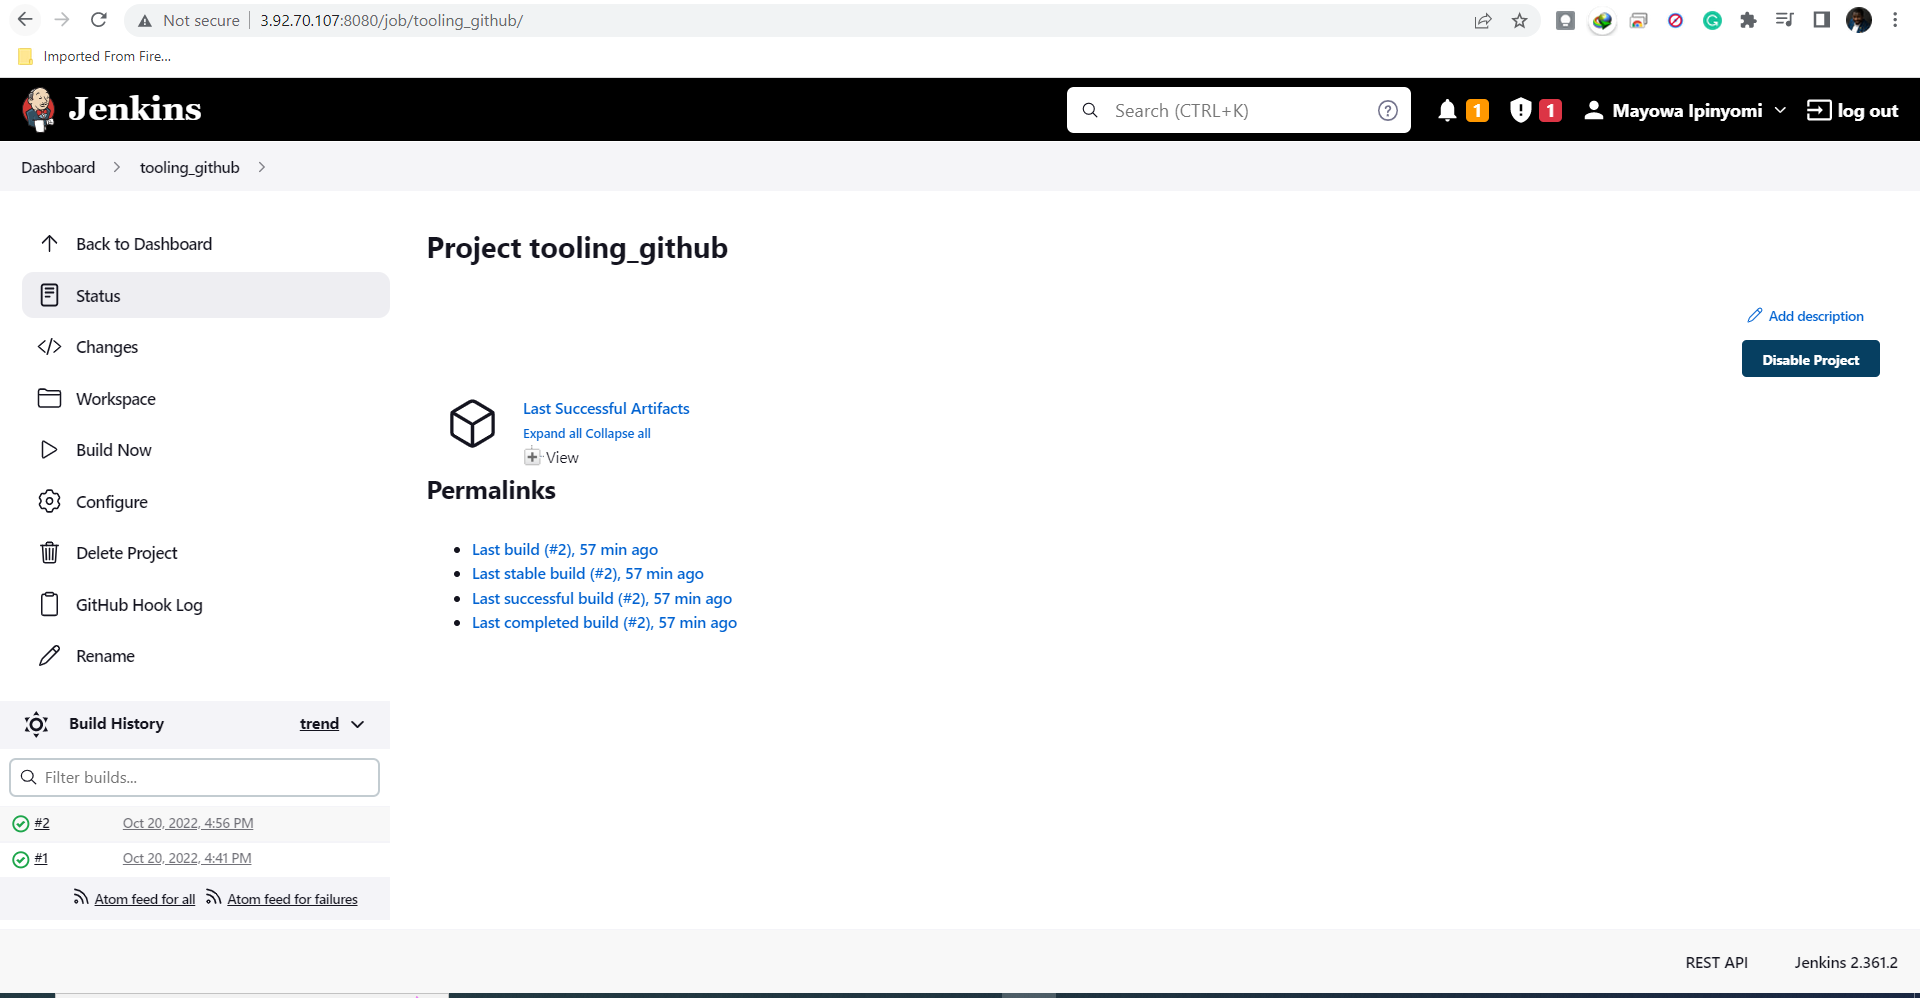 Not secure 3.92.70.107:8080/job/tooling_github/
Imported From Fire...
Jenkins
Search (CTRL+K)
1
1
Mayowa Ipinyomi
log out
Dashboard
tooling_github
Back to Dashboard
Status
Changes
Workspace
Build Now
Configure
Delete Project
GitHub Hook Log
Rename
Project tooling_github
Add description
Disable Project
Last Successful Artifacts
Expand all Collapse all
View
Permalinks
Last build (#2), 57 min ago
Last stable build (#2), 57 min ago
Last successful build (#2), 57 min ago
Last completed build (#2), 57 min ago
Build History trend
Filter builds...
#2 Oct 20, 2022, 4:56 PM
#1 Oct 20, 2022, 4:41 PM
Atom feed for all Atom feed for failures
REST API Jenkins 2.361.2